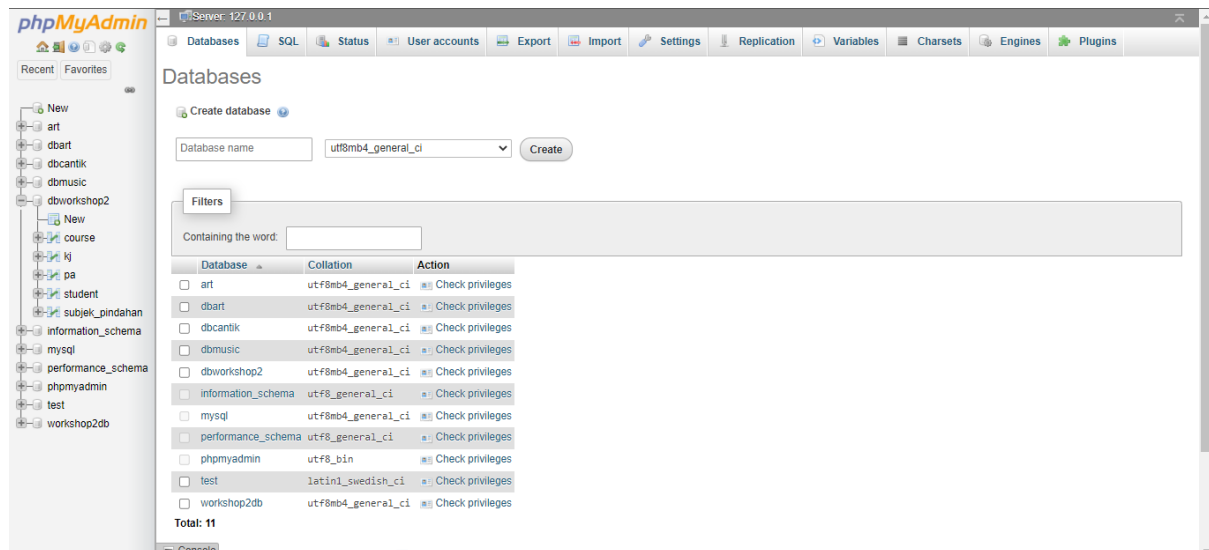 phpMyAdmin
Recent Favorites
New
art
dbart
dbcantik
dbmusic
dbworkshop2
New
course
kj
pa
student
subjek_pindahan
information_schema
mysql
performance_schema
phpmyadmin
test
workshop2db
Server: 127.0.0.1
Databases SQL Status User accounts Export Import Settings Replication Variables Charsets Engines Plugins
Databases
Create database
Database name utf8mb4_general_ci Create
Filters
Containing the word:
Database Collation Action
art utf8mb4_general_ci Check privileges
dbart utf8mb4_general_ci Check privileges
dbcantik utf8mb4_general_ci Check privileges
dbmusic utf8mb4_general_ci Check privileges
dbworkshop2 utf8mb4_general_ci Check privileges
information_schema utf8_general_ci Check privileges
mysql utf8mb4_general_ci Check privileges
performance_schema utf8_general_ci Check privileges
phpmyadmin utf8_bin Check privileges
test latin1_swedish_ci Check privileges
workshop2db utf8mb4_general_ci Check privileges
Total: 11
Console